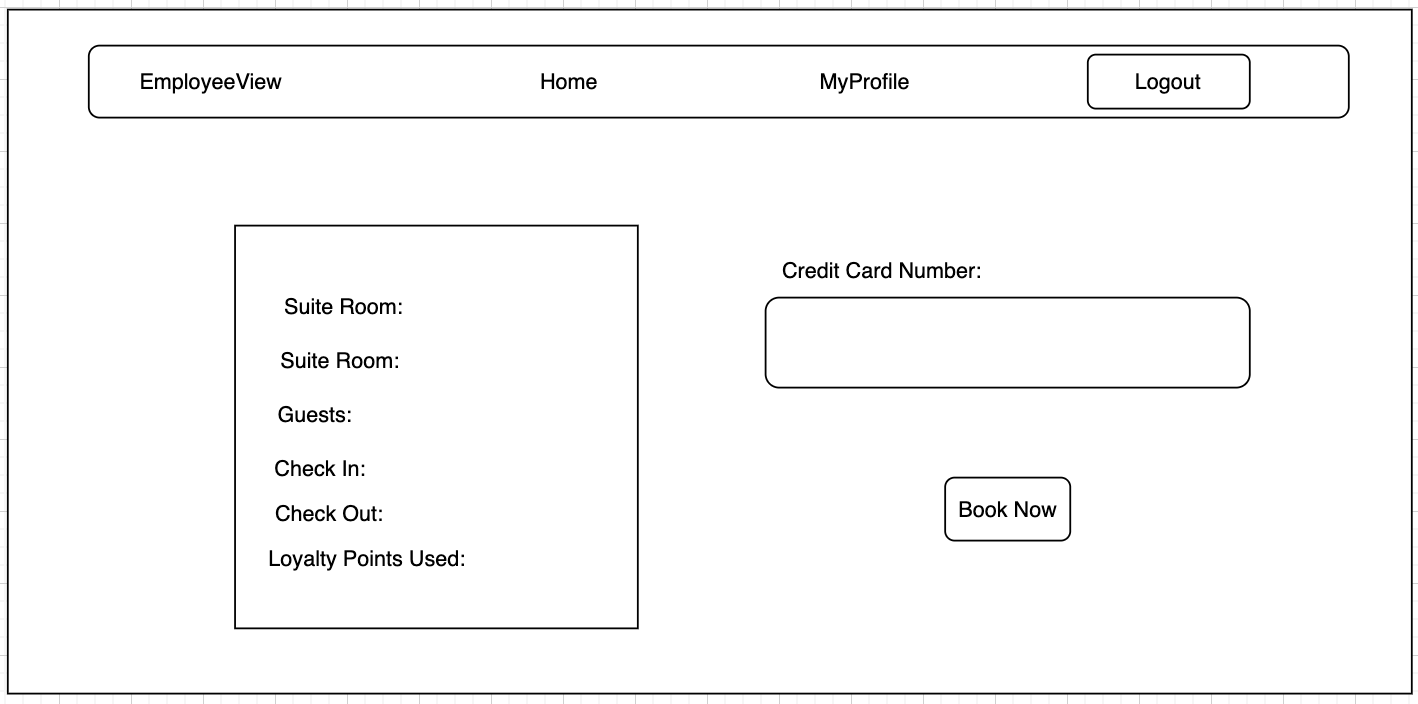 EmployeeView Home MyProfile Logout
Suite Room:
Suite Room:
Guests:
Check In:
Check Out:
Loyalty Points Used:
Credit Card Number:
Book Now